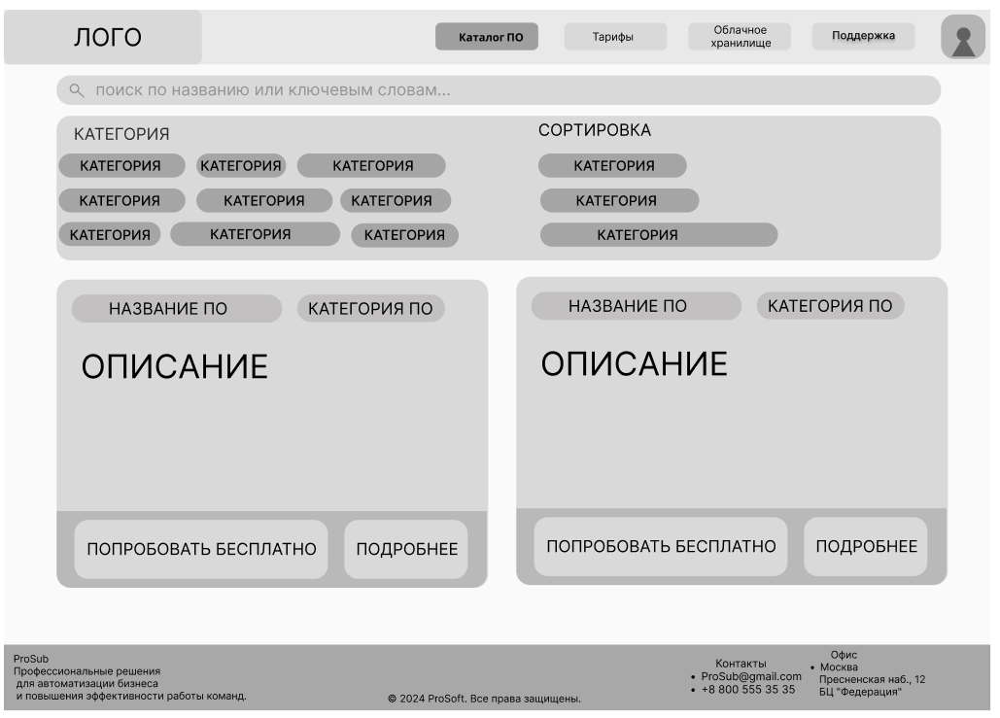 ЛОГО
Каталог ПО
Тарифы
Облачное
хранилище
Поддержка
поиск по названию или ключевым словам...
КАТЕГОРИЯ
КАТЕГОРИЯ КАТЕГОРИЯ КАТЕГОРИЯ
КАТЕГОРИЯ КАТЕГОРИЯ КАТЕГОРИЯ
КАТЕГОРИЯ КАТЕГОРИЯ КАТЕГОРИЯ
СОРТИРОВКА
КАТЕГОРИЯ
КАТЕГОРИЯ
КАТЕГОРИЯ
НАЗВАНИЕ ПО КАТЕГОРИЯ ПО
ОПИСАНИЕ
ПОПРОБОВАТЬ БЕСПЛАТНО ПОДРОБНЕЕ
НАЗВАНИЕ ПО КАТЕГОРИЯ ПО
ОПИСАНИЕ
ПОПРОБОВАТЬ БЕСПЛАТНО ПОДРОБНЕЕ
ProSub
Профессиональные решения
для автоматизации бизнеса
и повышения эффективности работы команд.
© 2024 ProSoft. Все права защищены.
Контакты
• ProSub@gmail.com
• +8 800 555 35 35
Офис
• Москва
Пресненская наб., 12
БЦ "Федерация"